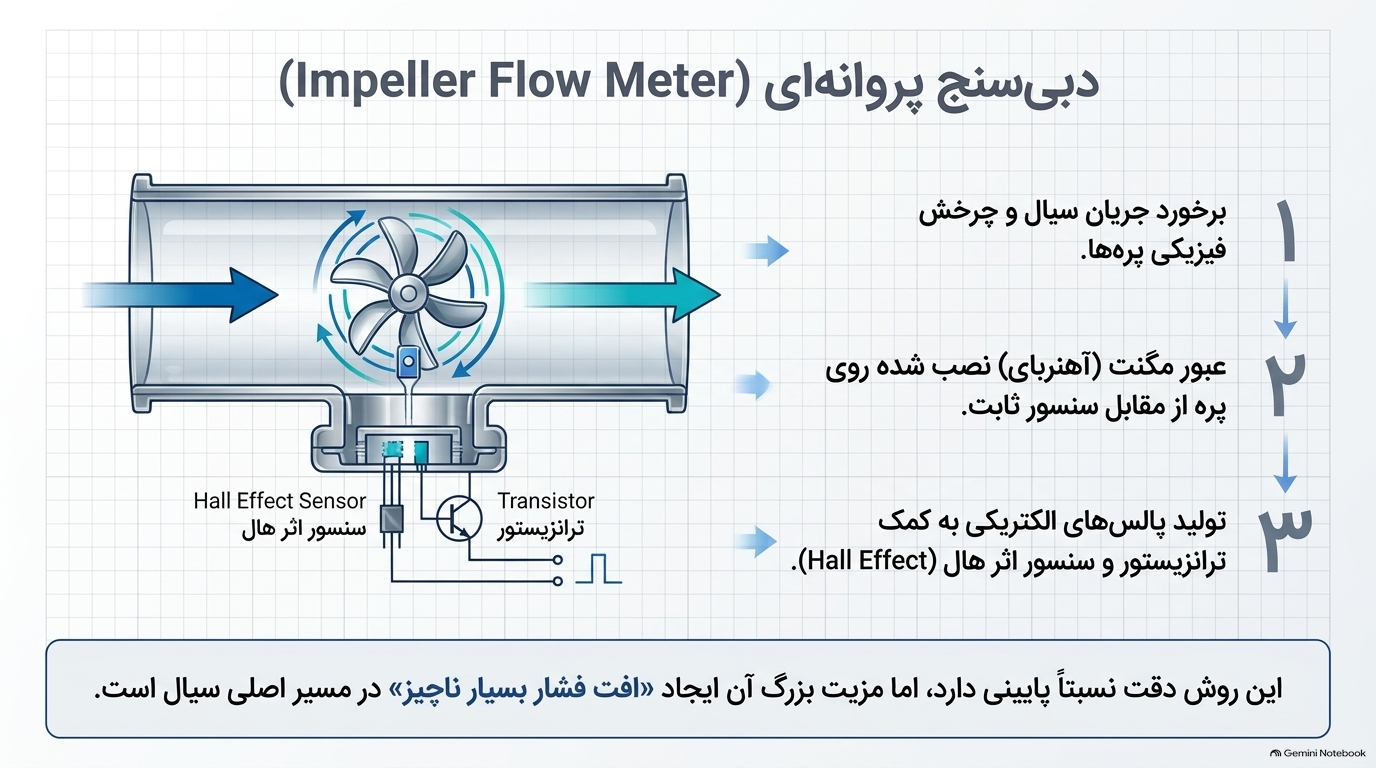 دبی‌سنج پروانه‌ای (Impeller Flow Meter)
۱
برخورد جریان سیال و چرخش
فیزیکی پره‌ها.
۲
عبور مگنت (آهنربای) نصب شده روی
پره از مقابل سنسور ثابت.
۳
تولید پالس‌های الکتریکی به کمک
ترانزیستور و سنسور اثر هال (Hall Effect).
Hall Effect Sensor
سنسور اثر هال
Transistor
ترانزیستور
این روش دقت نسبتاً پایینی دارد، اما مزیت بزرگ آن ایجاد «افت فشار بسیار ناچیز» در مسیر اصلی سیال است.
Gemini Notebook